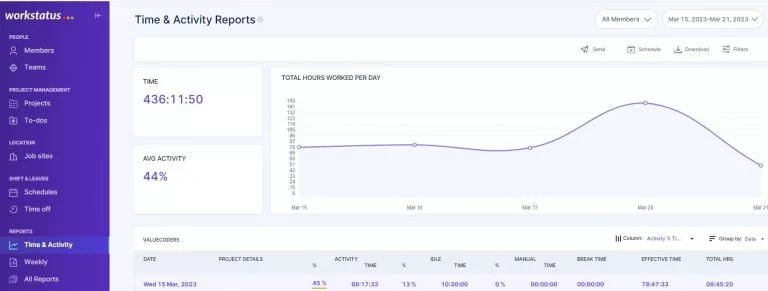 workstatus
Time & Activity Reports
All Members
Mar 15, 2023-Mar 21, 2023
PEOPLE
Members
Teams
PROJECT MANAGEMENT
Projects
To-dos
LOCATION
Job sites
SHIFT & LEAVES
Schedules
Time off
REPORTS
Time & Activity
Weekly
All Reports
Send
Schedule
Download
Filters
TIME
436:11:50
AVG ACTIVITY
44%
TOTAL HOURS WORKED PER DAY
150
141
132
123
114
105
96
87
78
69
60
51
42
33
24
15
6
Mar 15
Mar 16
Mar 17
Mar 20
Mar 21
VALUECODERS
Column: Activity % Ti...
Group by: Data
DATE PROJECT DETAILS ACTIVITY IDLE MANUAL BREAK TIME EFFECTIVE TIME TOTAL HRS
% TIME % TIME % TIME
Wed 15 Mar, 2023 45 % 68:17:33 13 % 10:30:00 0 % 00:00:00 00:00:00 78:47:33 08:45:20